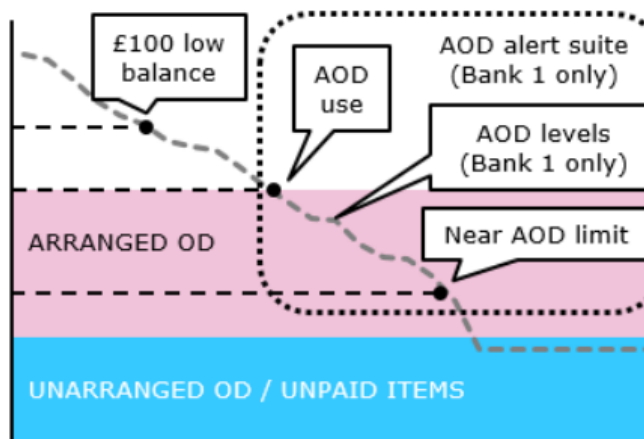 £100 low
balance
AOD
use
AOD alert suite
(Bank 1 only)
AOD levels
(Bank 1 only)
Near AOD limit
ARRANGED OD
UNARRANGED OD / UNPAID ITEMS